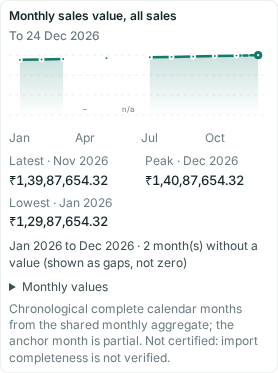 Monthly sales value, all sales
To 24 Dec 2026
– n/a
Jan Apr Jul Oct
Latest · Nov 2026 Peak · Dec 2026
₹1,39,87,654.32 ₹1,40,87,654.32
Lowest · Jan 2026
₹1,29,87,654.32
Jan 2026 to Dec 2026 · 2 month(s) without a
value (shown as gaps, not zero)
▶ Monthly values
Chronological complete calendar months
from the shared monthly aggregate; the
anchor month is partial. Not certified: import
completeness is not verified.